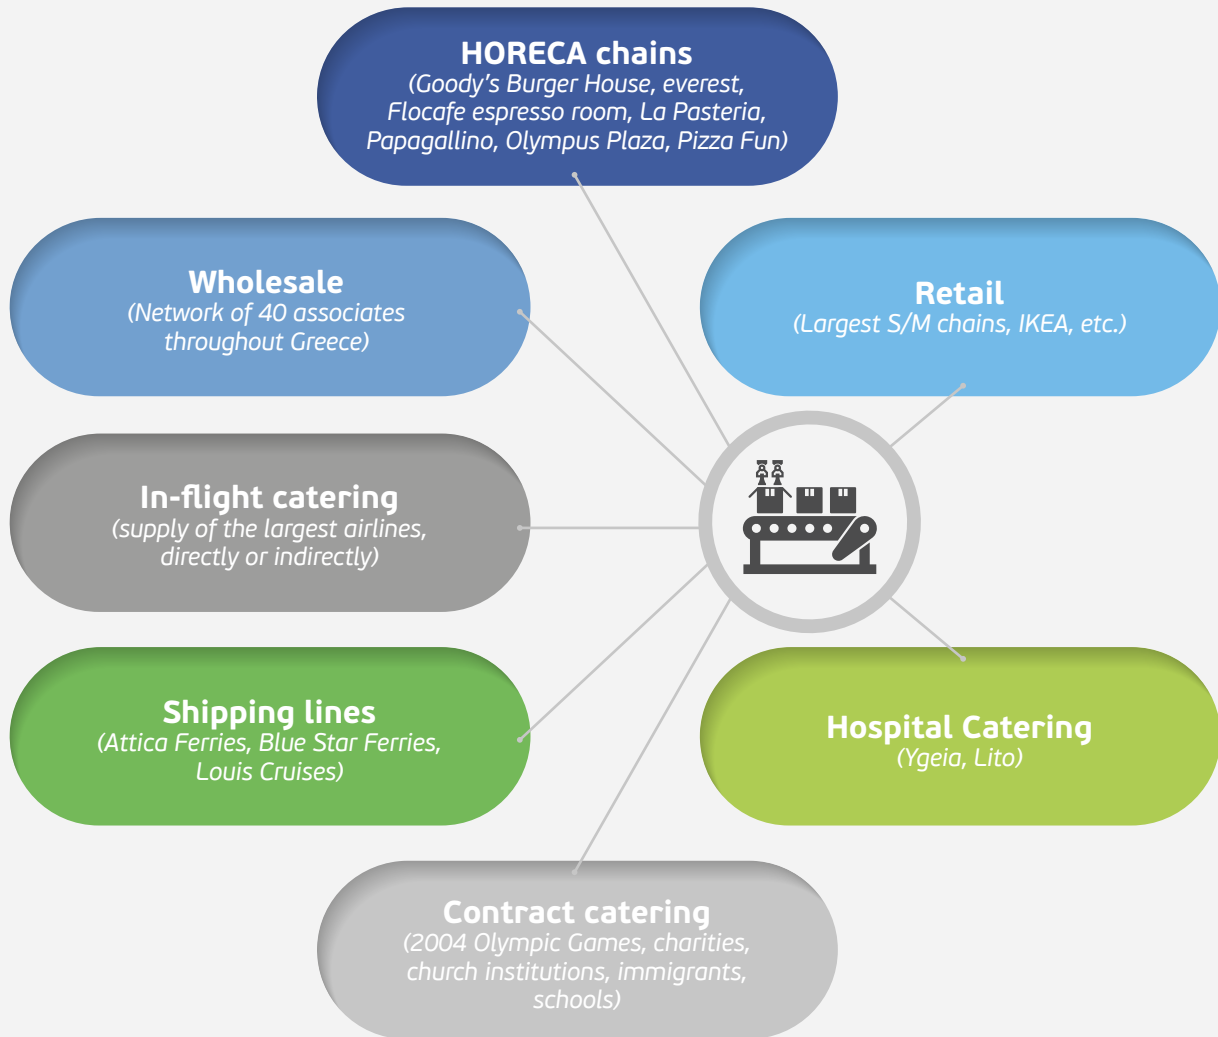 HORECA chains
(Goody's Burger House, everest,
Flocafe espresso room, La Pasteria,
Papagallino, Olympus Plaza, Pizza Fun)
Wholesale
(Network of 40 associates
throughout Greece)
Retail
(Largest S/M chains, IKEA, etc.)
In-flight catering
(supply of the largest airlines,
directly or indirectly)
Shipping lines
(Attica Ferries, Blue Star Ferries,
Louis Cruises)
Hospital Catering
(Ygeia, Lito)
Contract catering
(2004 Olympic Games, charities,
church institutions, immigrants,
schools)